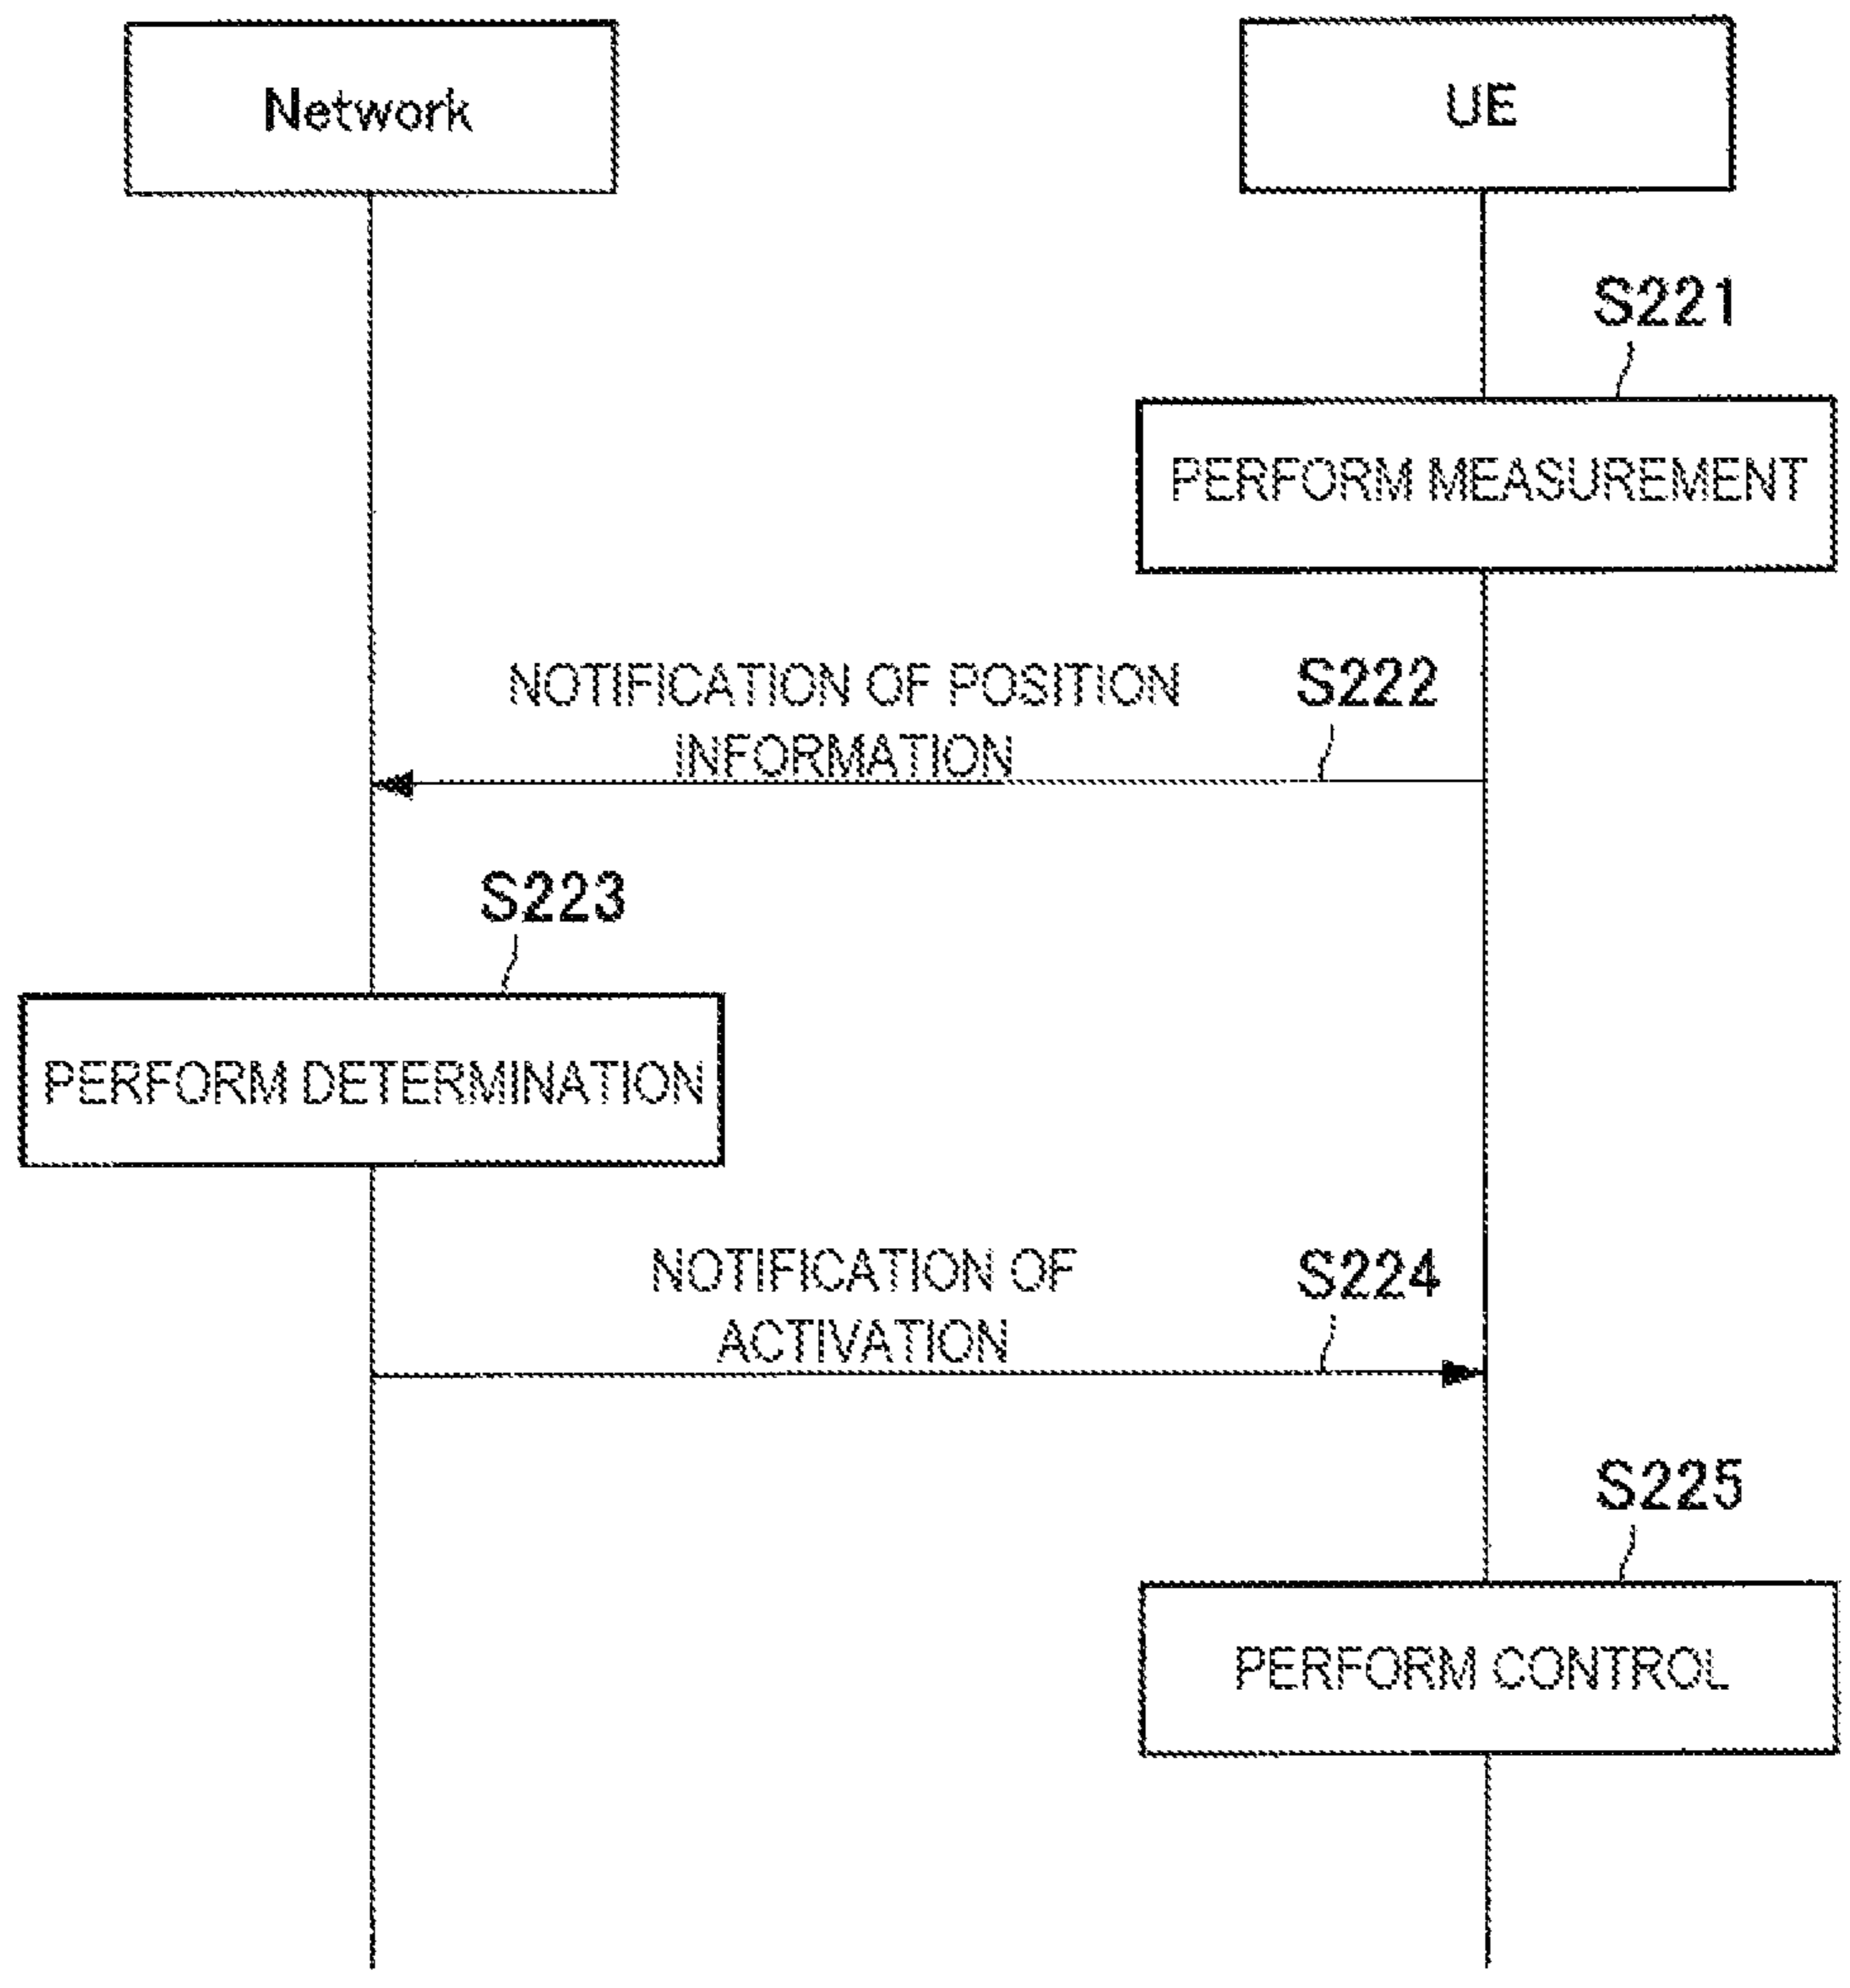 Network
UE
S221
PERFORM MEASUREMENT
NOTIFICATION OF POSITION
INFORMATION
S222
S223
PERFORM DETERMINATION
NOTIFICATION OF
ACTIVATION
S224
S225
PERFORM CONTROL